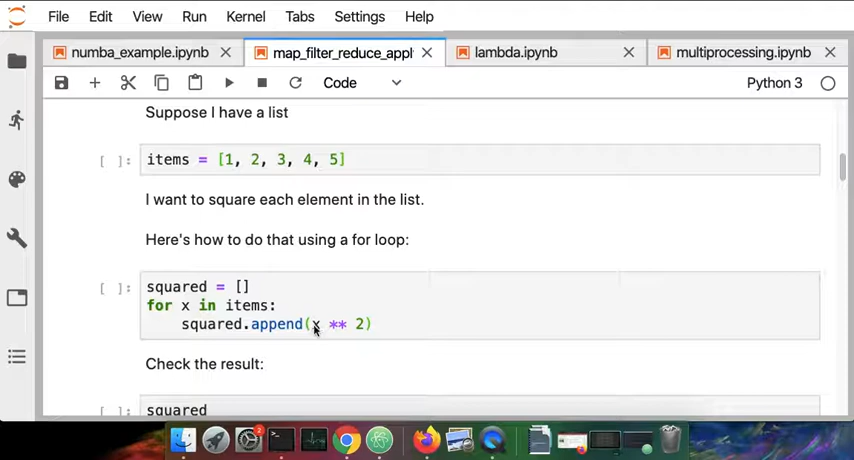 File Edit View Run Kernel Tabs Settings Help
numba_example.ipynb map_filter_reduce_appl lambda.ipynb multiprocessing.ipynb
Code Python 3
Suppose I have a list
[ ]: items = [1, 2, 3, 4, 5]
I want to square each element in the list.
Here's how to do that using a for loop:
[ ]: squared = []
for x in items:
squared.append(x ** 2)
Check the result:
[ ]: squared
2